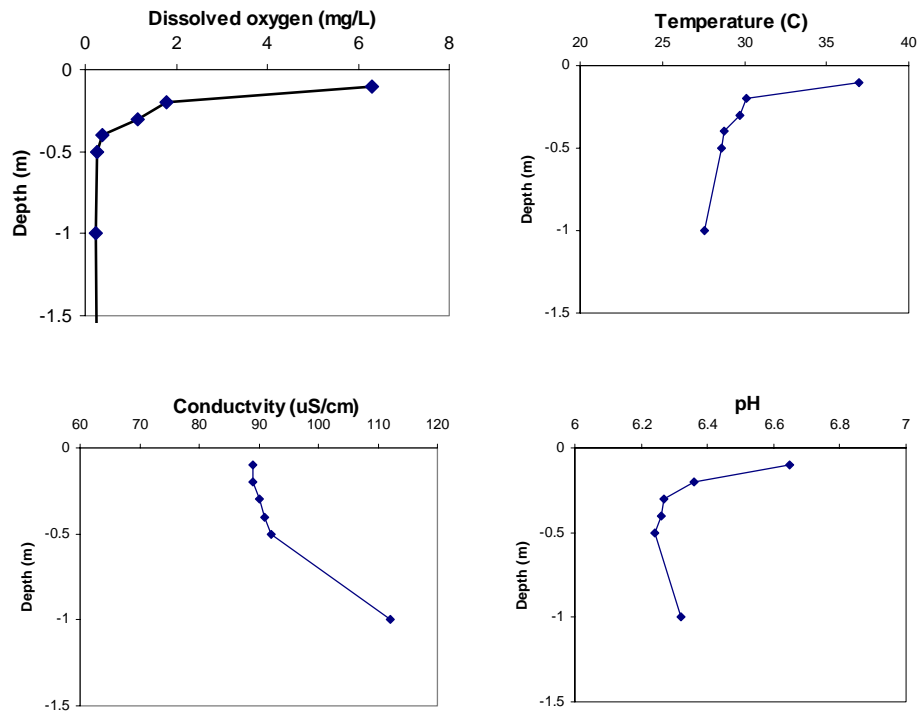 Dissolved oxygen (mg/L)
0 2 4 6 8
0
-0.5
-1
-1.5
Depth (m)
Temperature (C)
20 25 30 35 40
0
-0.5
-1
-1.5
Depth (m)
Conductvity (uS/cm)
60 70 80 90 100 110 120
0
-0.5
-1
-1.5
Depth (m)
pH
6 6.2 6.4 6.6 6.8 7
0
-0.5
-1
-1.5
Depth (m)